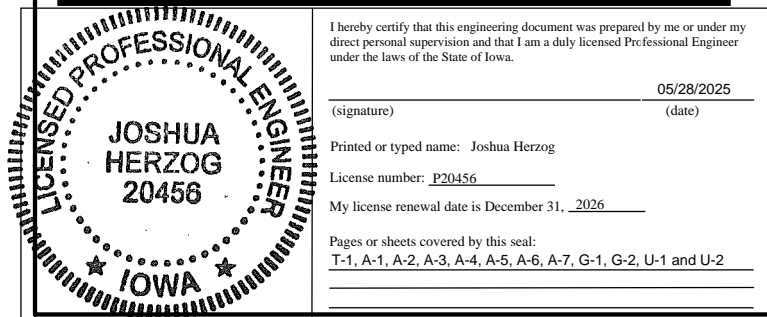 LICENSED PROFESSIONAL ENGINEER
JOSHUA
HERZOG
20456
IOWA
I hereby certify that this engineering document was prepared by me or under my
direct personal supervision and that I am a duly licensed Professional Engineer
under the laws of the State of Iowa.
05/28/2025
(signature) (date)
Printed or typed name: Joshua Herzog
License number: P20456
My license renewal date is December 31, 2026
Pages or sheets covered by this seal:
T-1, A-1, A-2, A-3, A-4, A-5, A-6, A-7, G-1, G-2, U-1 and U-2